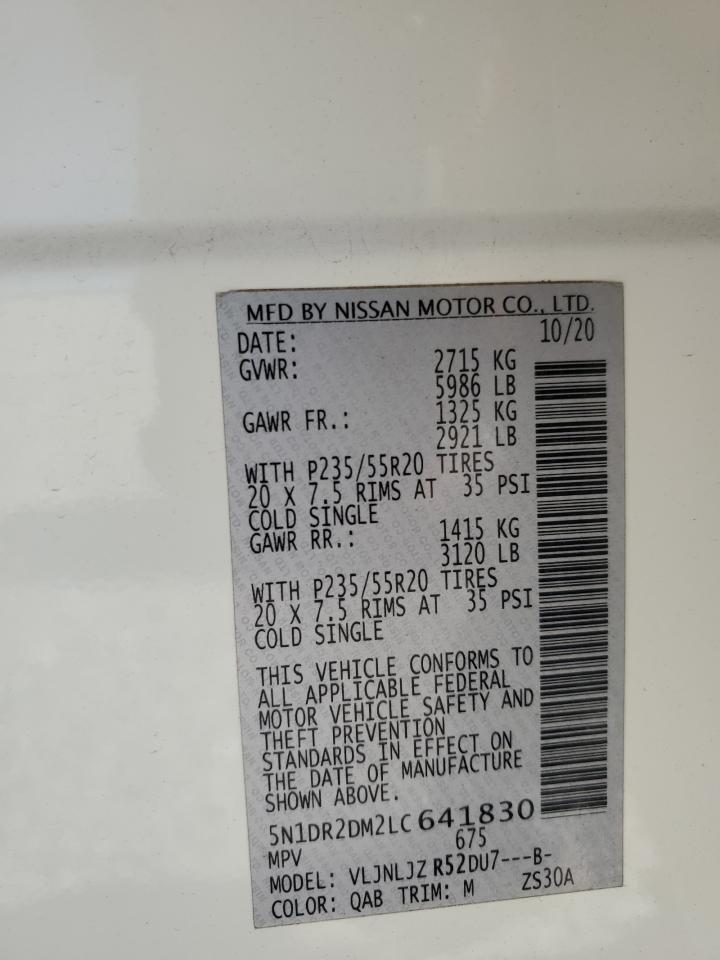 MFD BY NISSAN MOTOR CO., LTD.
DATE: 10/20
GVWR: 2715 KG
5986 LB
GAWR FR.: 1325 KG
2921 LB
WITH P235/55R20 TIRES
20 X 7.5 RIMS AT 35 PSI
COLD SINGLE
GAWR RR.: 1415 KG
3120 LB
WITH P235/55R20 TIRES
20 X 7.5 RIMS AT 35 PSI
COLD SINGLE
THIS VEHICLE CONFORMS TO
ALL APPLICABLE FEDERAL
MOTOR VEHICLE SAFETY AND
THEFT PREVENTION
STANDARDS IN EFFECT ON
THE DATE OF MANUFACTURE
SHOWN ABOVE.
5N1DR2DM2LC641830
MPV 675
MODEL: VLJNLJZ R52DU7---B-
COLOR: QAB TRIM: M ZS30A